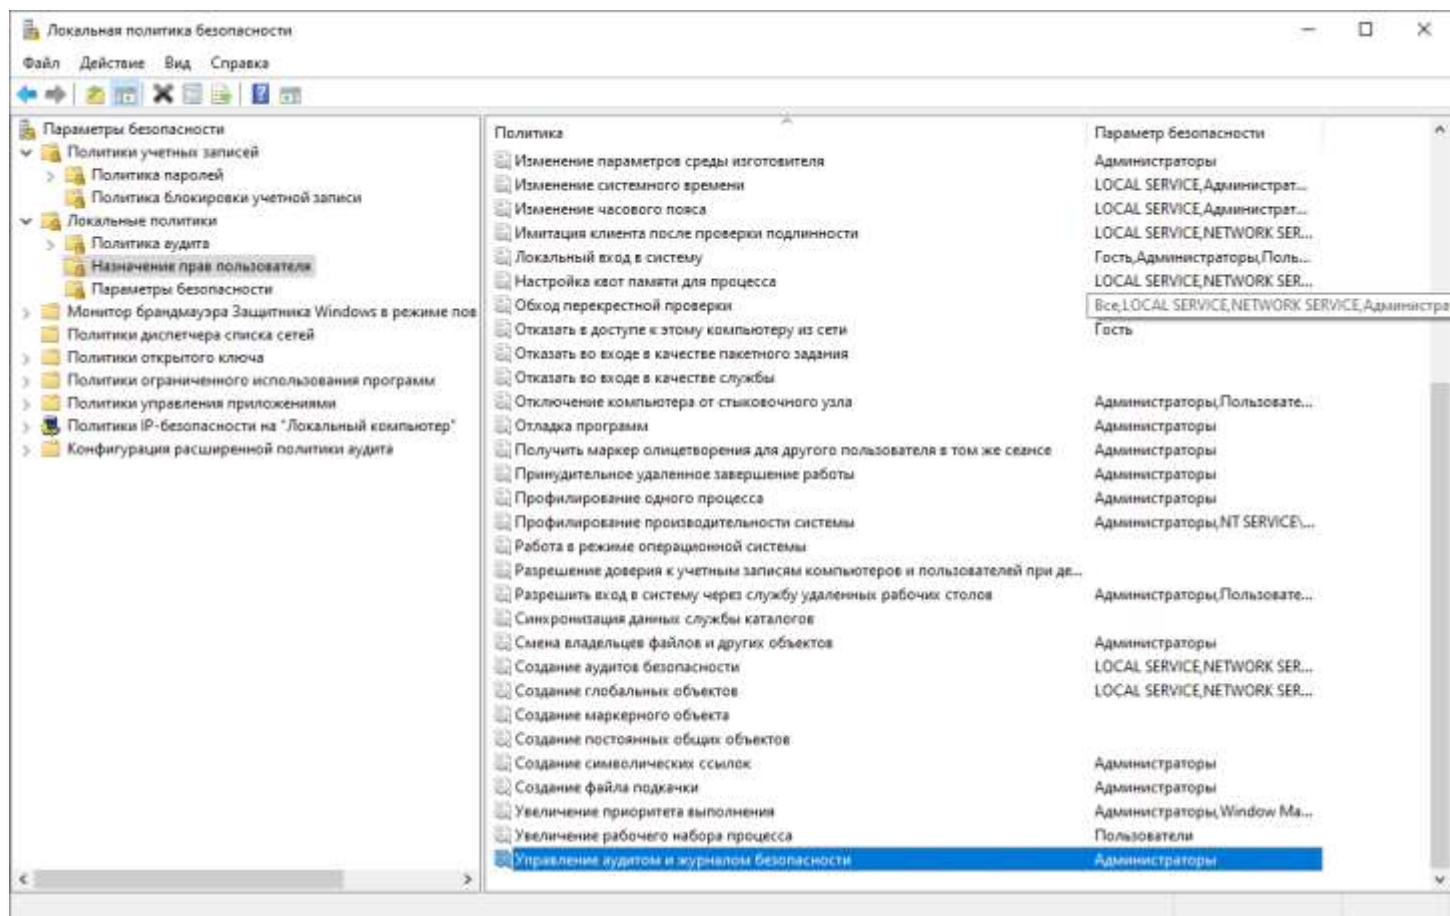 Локальная политика безопасности
Файл Действие Вид Справка
Параметры безопасности
Политики учетных записей
Политика паролей
Политика блокировки учетной записи
Локальные политики
Политика аудита
Назначение прав пользователя
Параметры безопасности
Монитор брандмауэра Защитника Windows в режиме пов
Политики диспетчера списка сетей
Политики открытого ключа
Политики ограниченного использования программ
Политики управления приложениями
Политики IP-безопасности на "Локальный компьютер"
Конфигурация расширенной политики аудита
Политика Параметр безопасности
Изменение параметров среды изготовителя Администраторы
Изменение системного времени LOCAL SERVICE,Администрат...
Изменение часового пояса LOCAL SERVICE,Администрат...
Имитация клиента после проверки подлинности LOCAL SERVICE,NETWORK SER...
Локальный вход в систему Гость,Администраторы,Поль...
Настройка квот памяти для процесса LOCAL SERVICE,NETWORK SER...
Обход перекрестной проверки Все,LOCAL SERVICE,NETWORK SERVICE,Администра
Отказать в доступе к этому компьютеру из сети Гость
Отказать во входе в качестве пакетного задания
Отказать во входе в качестве службы
Отключение компьютера от стыковочного узла Администраторы,Пользовате...
Отладка программ Администраторы
Получить маркер олицетворения для другого пользователя в том же сеансе Администраторы
Принудительное удаленное завершение работы Администраторы
Профилирование одного процесса Администраторы
Профилирование производительности системы Администраторы,NT SERVICE\...
Работа в режиме операционной системы
Разрешение доверия к учетным записям компьютеров и пользователей при де...
Разрешить вход в систему через службу удаленных рабочих столов Администраторы,Пользовате...
Синхронизация данных службы каталогов
Смена владельцев файлов и других объектов Администраторы
Создание аудитов безопасности LOCAL SERVICE,NETWORK SER...
Создание глобальных объектов LOCAL SERVICE,NETWORK SER...
Создание маркерного объекта
Создание постоянных общих объектов
Создание символических ссылок Администраторы
Создание файла подкачки Администраторы
Увеличение приоритета выполнения Администраторы,Window Ma...
Увеличение рабочего набора процесса Пользователи
Управление аудитом и журналом безопасности Администраторы